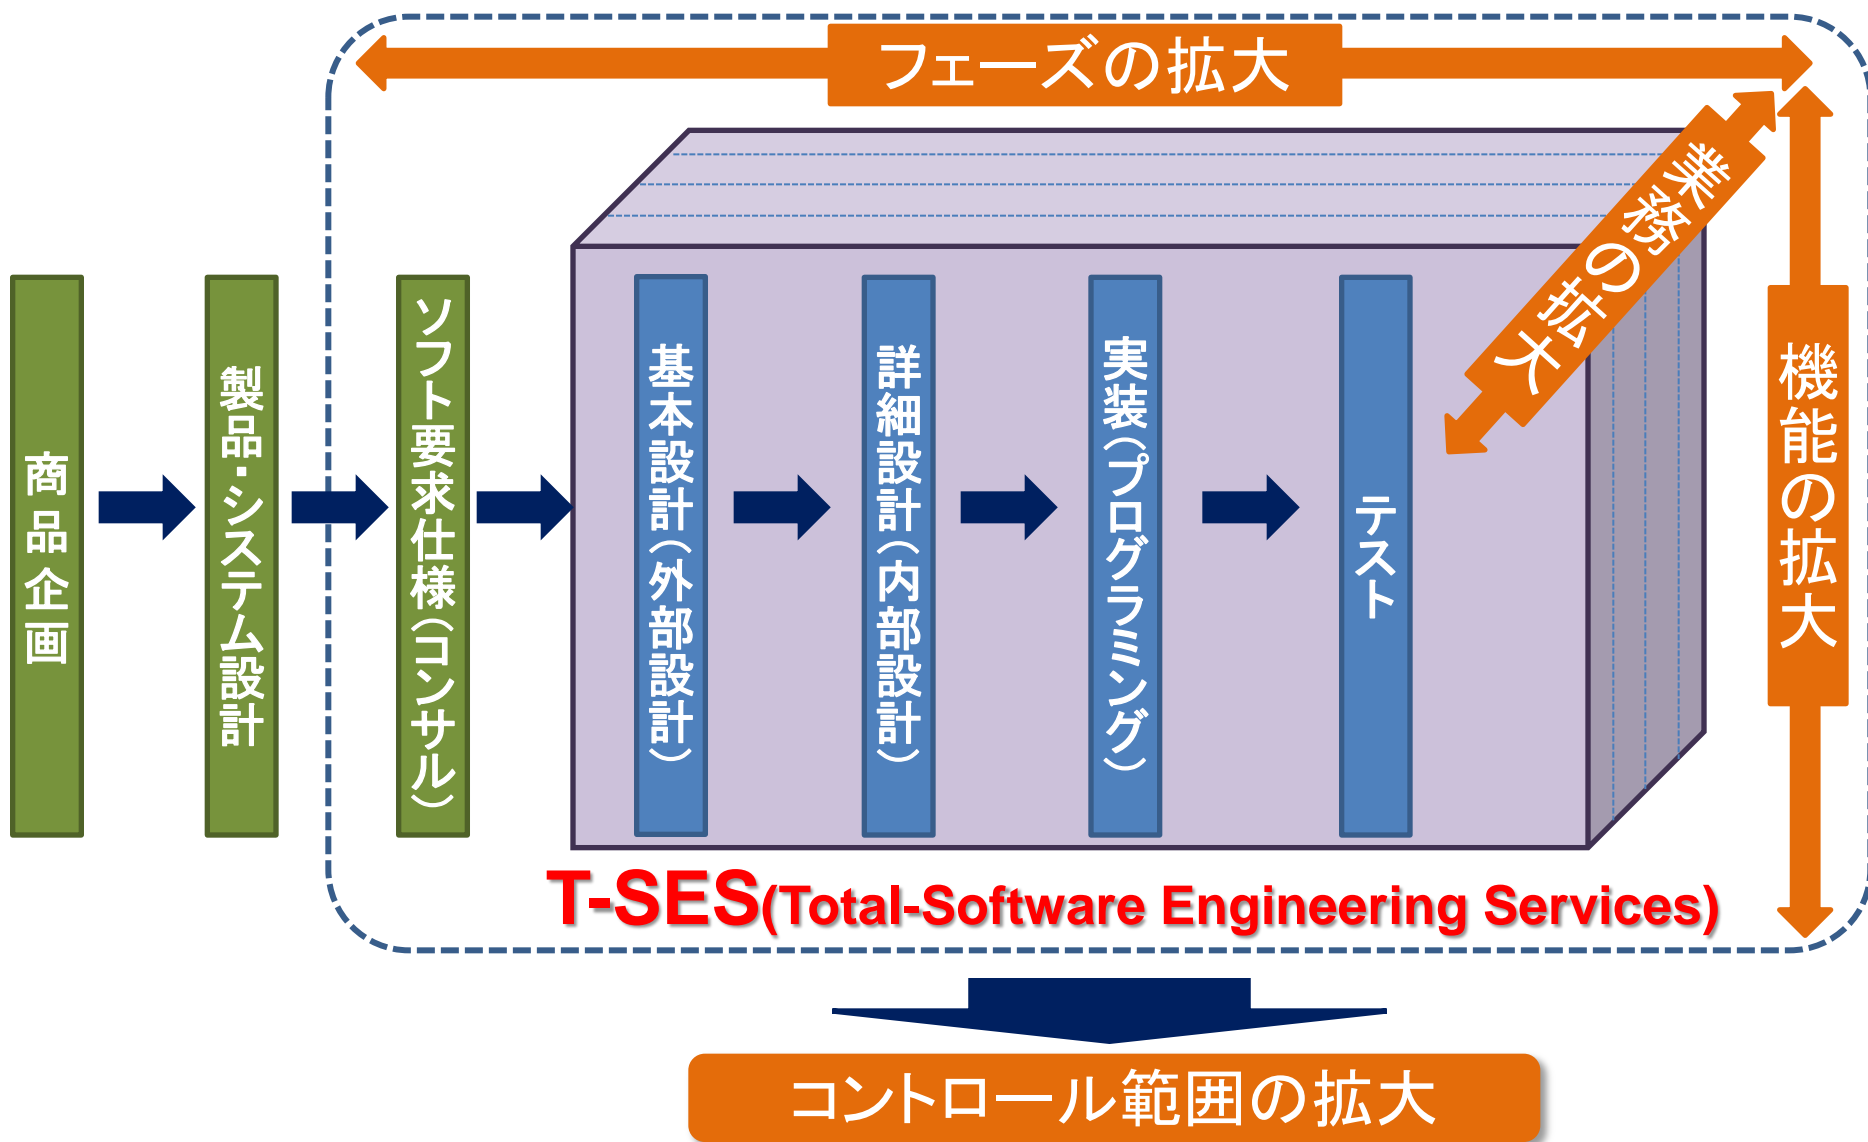 フェーズの拡大
業務の拡大
機能の拡大
商品企画
製品・システム設計
ソフト要求仕様(コンサル)
基本設計(外部設計)
詳細設計(内部設計)
実装(プログラミング)
テスト
T-SES(Total-Software Engineering Services)
コントロール範囲の拡大